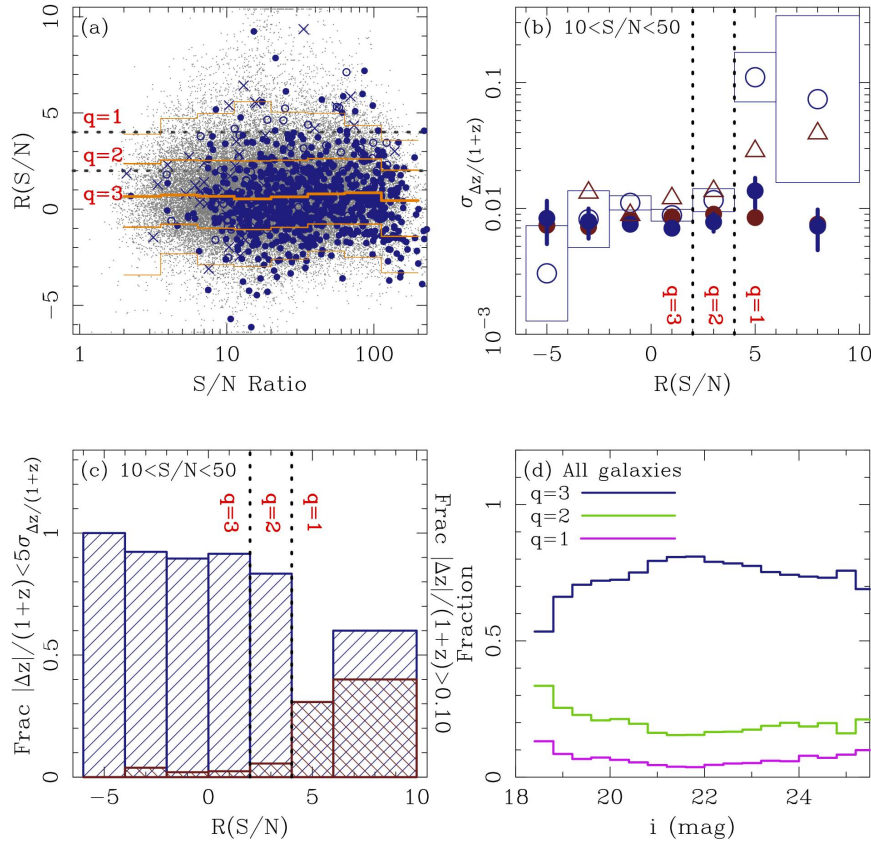 (a)
10
5
0
−5
R(S/N)
q=1
q=2
q=3
1
10
100
S/N Ratio
(b) 10<S/N<50
0.1
0.01
10⁻³
σΔz/(1+z)
q=3
q=2
q=1
−5
0
5
10
R(S/N)
(c) 10<S/N<50
1
0.5
0
Frac |Δz|/(1+z)<5σΔz/(1+z)
q=3
q=2
q=1
Frac |Δz|/(1+z)>0.10
−5
0
5
10
R(S/N)
(d) All galaxies
q=3
q=2
q=1
1
0.5
0
Fraction
18
20
22
24
i (mag)